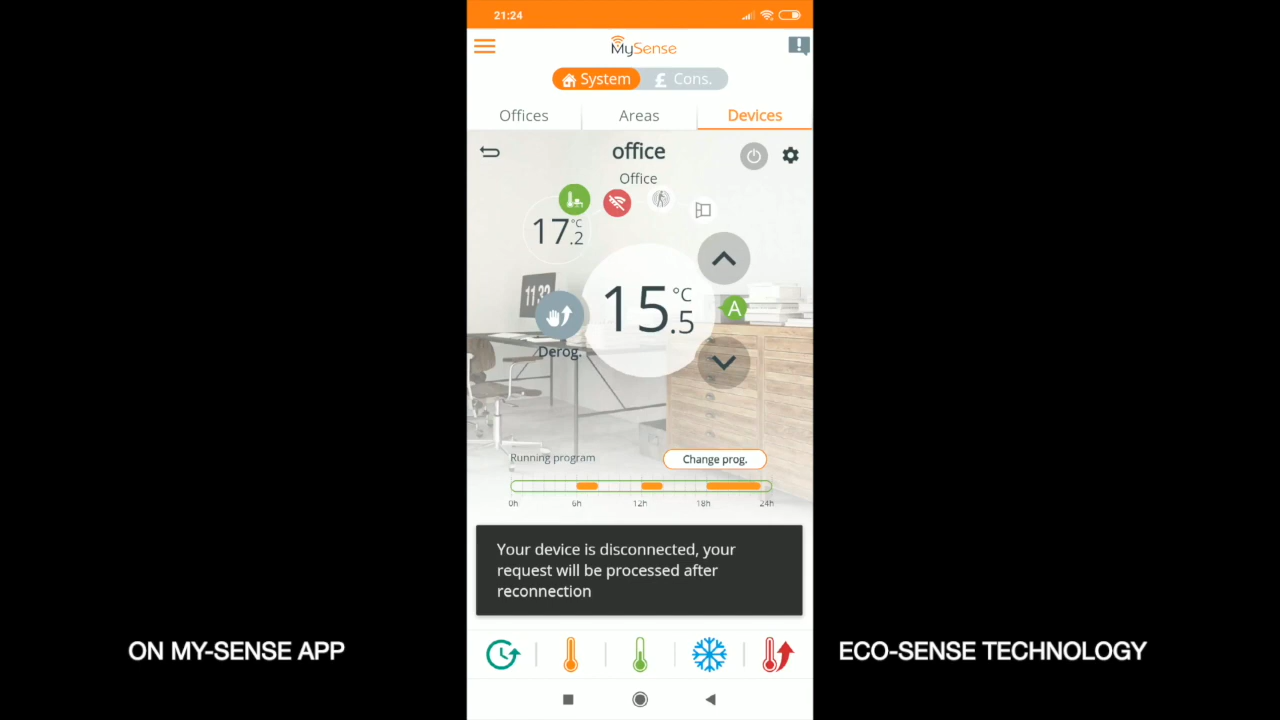 21:24
MySense
System £ Cons.
Offices Areas Devices
office
Office
17.2 °C
15.5 °C
A
11:32
Derog.
Running program Change prog.
0h 6h 12h 18h 24h
Your device is disconnected, your
request will be processed after
reconnection
ON MY-SENSE APP
ECO-SENSE TECHNOLOGY